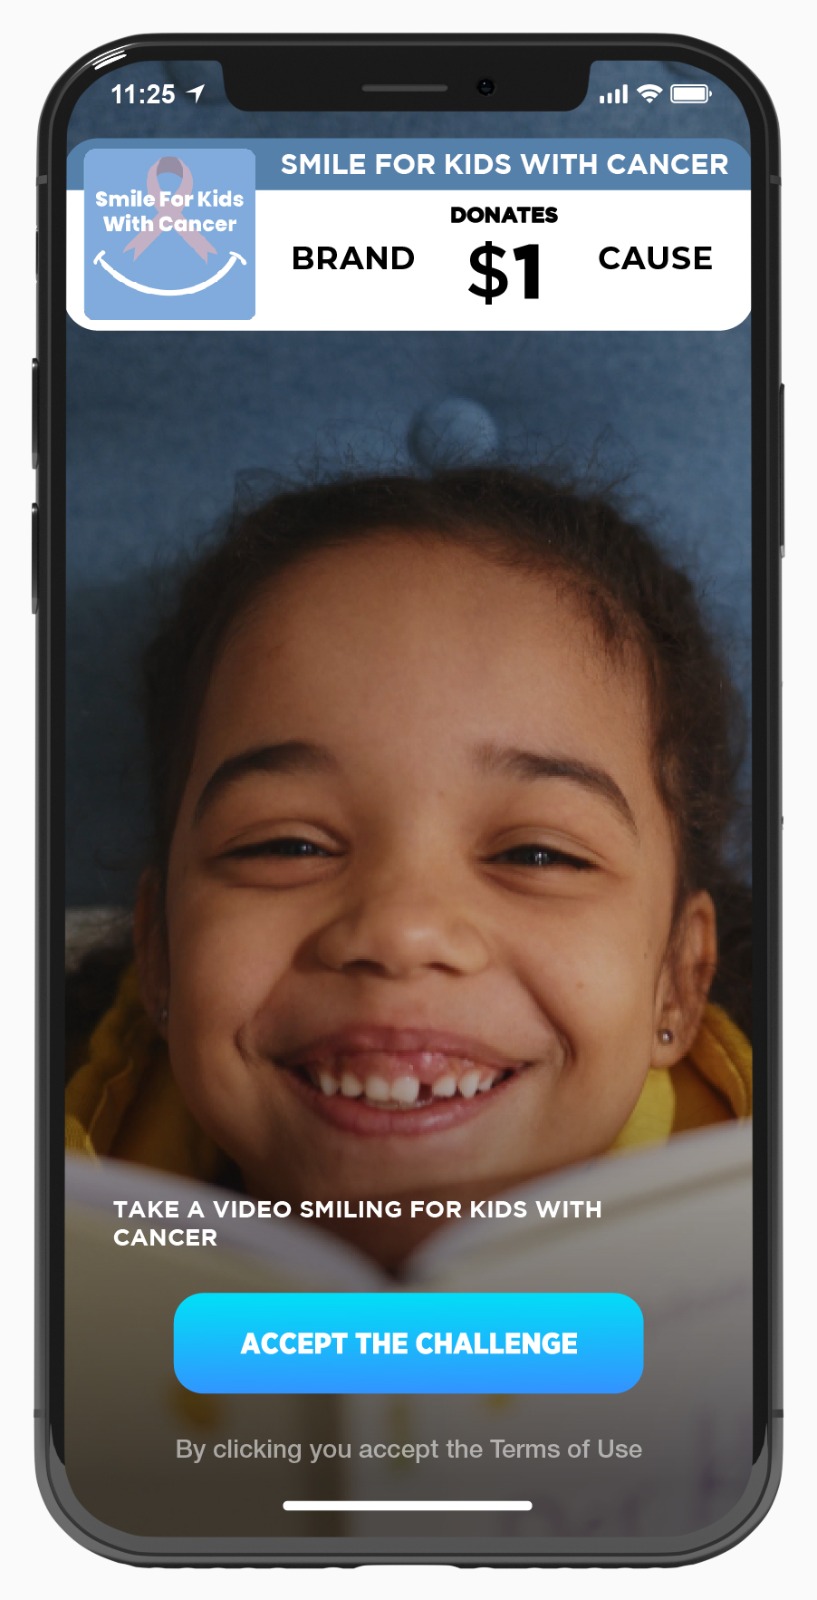 11:25
SMILE FOR KIDS WITH CANCER
Smile For Kids
With Cancer
DONATES
BRAND $1 CAUSE
TAKE A VIDEO SMILING FOR KIDS WITH
CANCER
ACCEPT THE CHALLENGE
By clicking you accept the Terms of Use